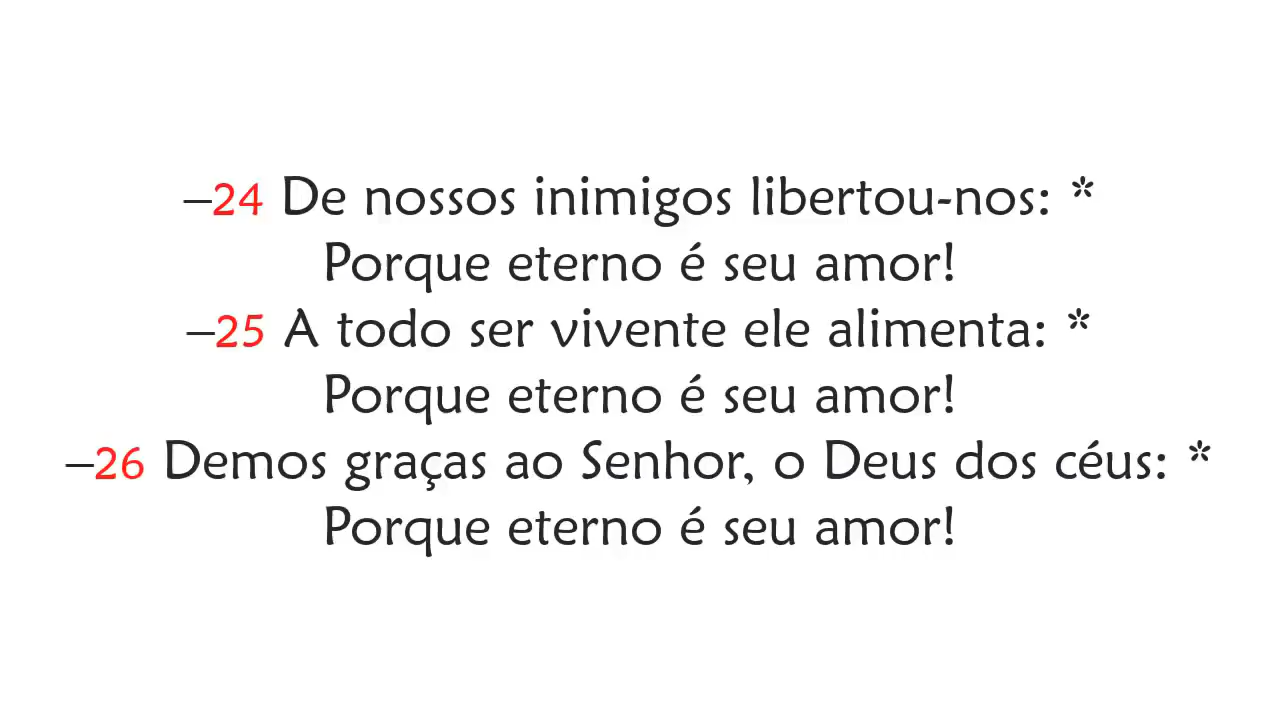 –24 De nossos inimigos libertou-nos: *
Porque eterno é seu amor!
–25 A todo ser vivente ele alimenta: *
Porque eterno é seu amor!
–26 Demos graças ao Senhor, o Deus dos céus: *
Porque eterno é seu amor!